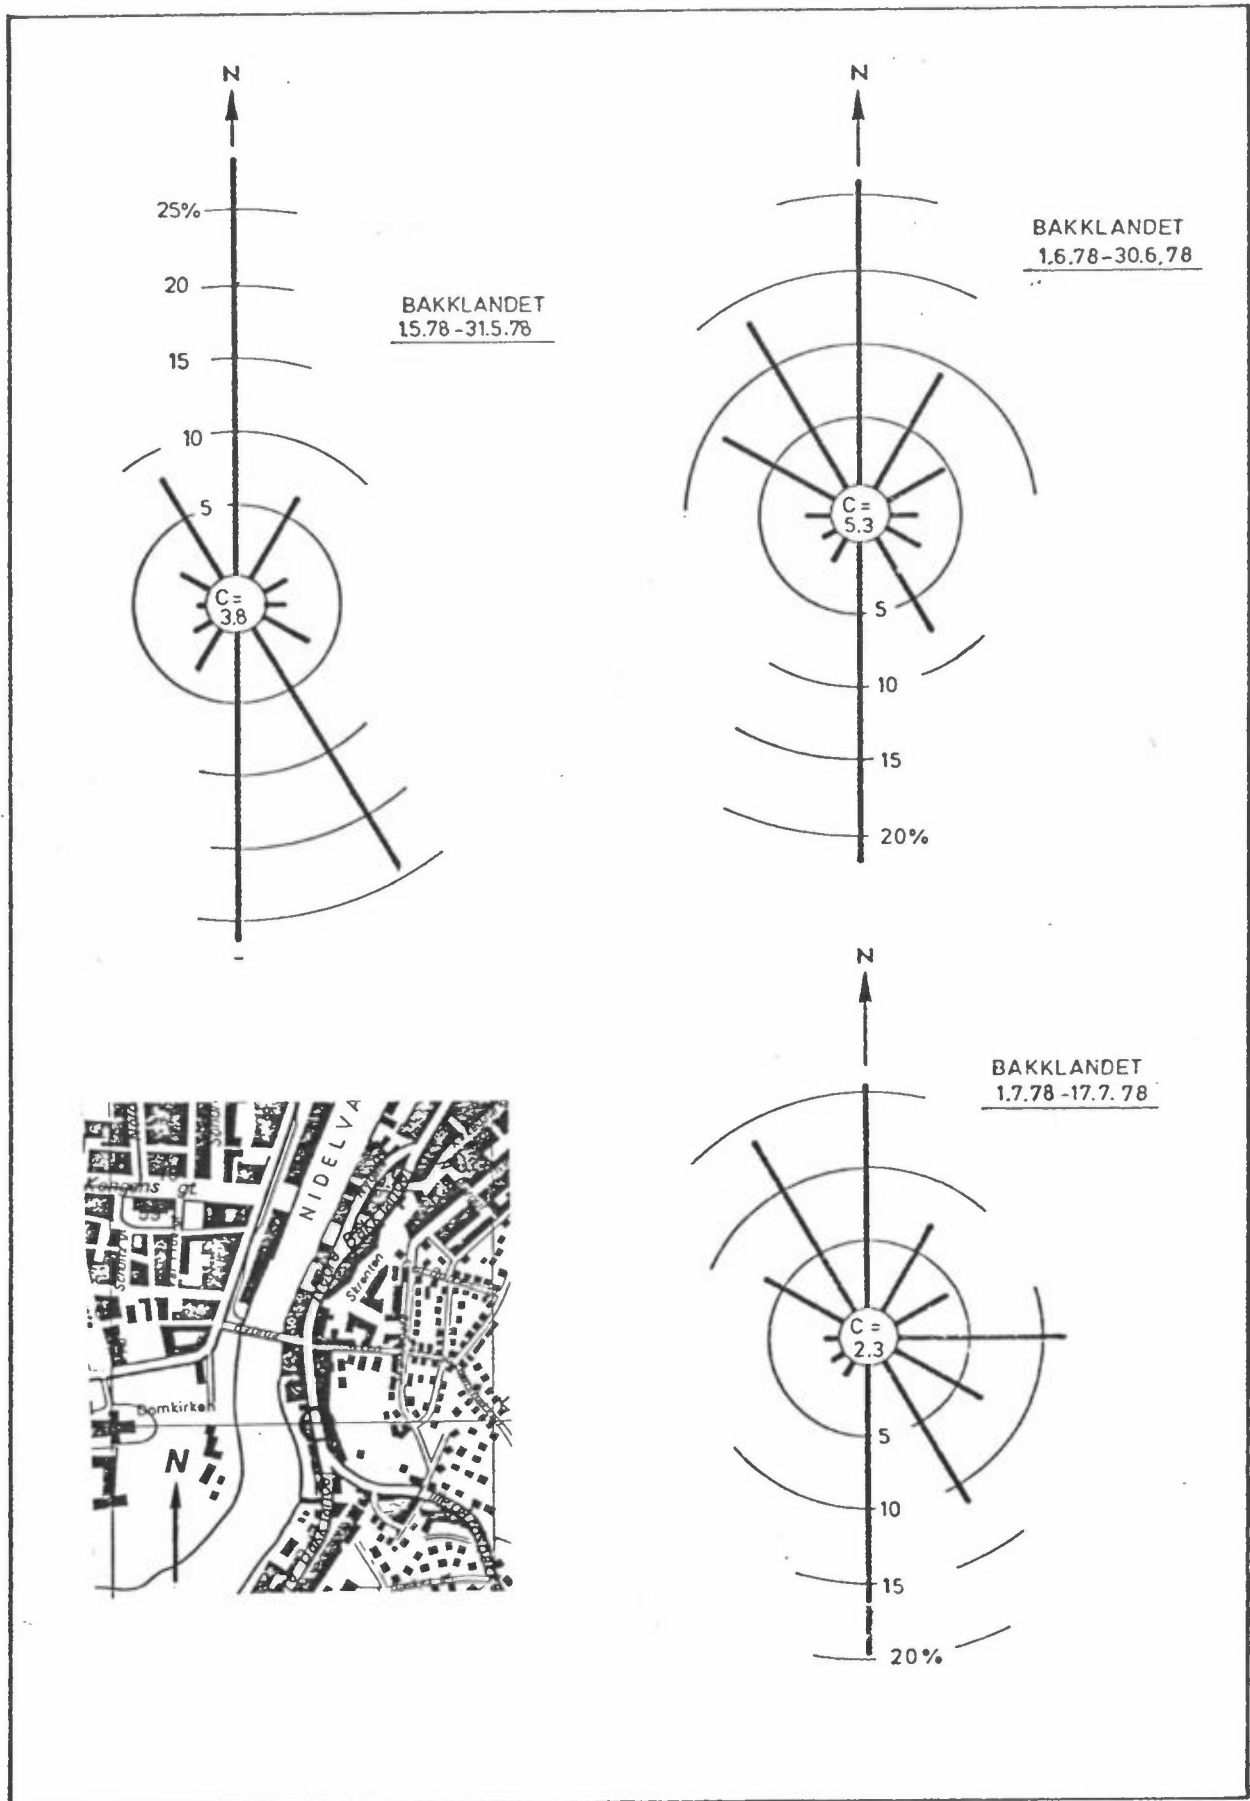 N
25%
20
15
10
5
C =
3.8
BAKKLANDET
1.5.78 - 31.5.78
N
BAKKLANDET
1.6.78 - 30.6.78
C =
5.3
5
10
15
20%
N
BAKKLANDET
1.7.78 - 17.7.78
C =
2.3
5
10
15
20%
NIDELVA
Kongens gt
Skrenten
Domkirken
N